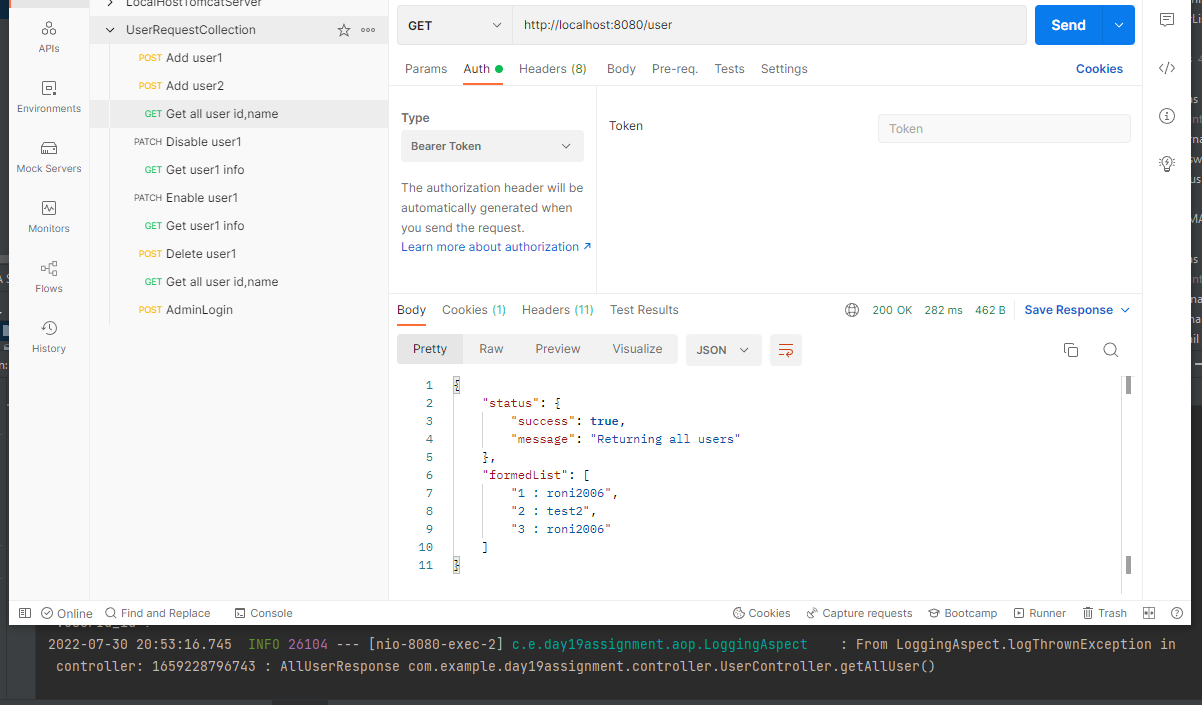 LocalHostTomcatServer
UserRequestCollection
APIs
Environments
Mock Servers
Monitors
Flows
History
POST Add user1
POST Add user2
GET Get all user id,name
PATCH Disable user1
GET Get user1 info
PATCH Enable user1
GET Get user1 info
POST Delete user1
GET Get all user id,name
POST AdminLogin
GET http://localhost:8080/user Send
Params Auth Headers (8) Body Pre-req. Tests Settings Cookies
Type
Bearer Token
The authorization header will be
automatically generated when
you send the request.
Learn more about authorization ↗
Token Token
Body Cookies (1) Headers (11) Test Results 200 OK 282 ms 462 B Save Response
Pretty Raw Preview Visualize JSON
1 {
2 "status": {
3 "success": true,
4 "message": "Returning all users"
5 },
6 "formedList": [
7 "1 : roni2006",
8 "2 : test2",
9 "3 : roni2006"
10 ]
11 }
Online Find and Replace Console Cookies Capture requests Bootcamp Runner Trash
2022-07-30 20:53:16.745 INFO 26104 --- [nio-8080-exec-2] c.e.day19assignment.aop.LoggingAspect : From LoggingAspect.logThrownException in
controller: 1659228796743 : AllUserResponse com.example.day19assignment.controller.UserController.getAllUser()